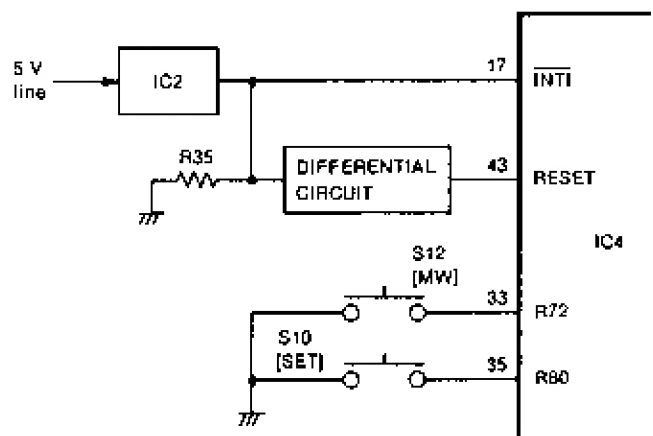 5 V
line
IC2
17
INTI
R35
DIFFERENTIAL
CIRCUIT
43
RESET
IC4
S12
[MW]
33
R72
S10
[SET]
35
R80